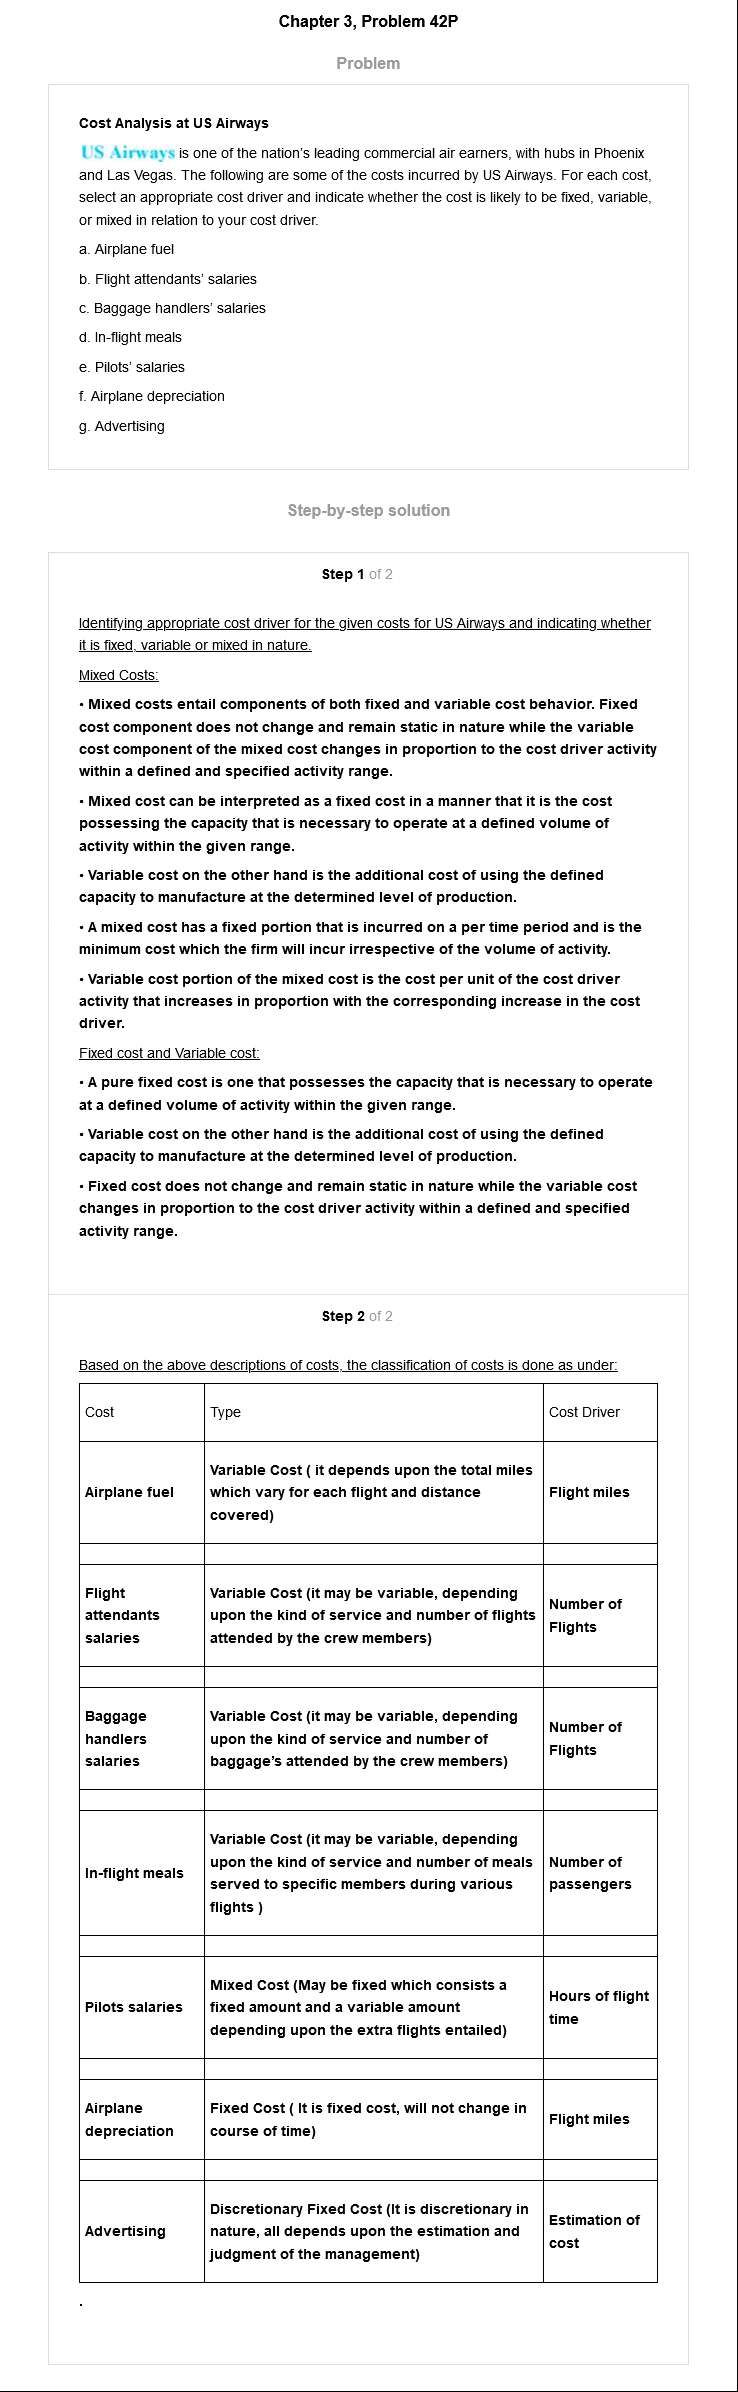 Chapter 3, Problem 42P
Problem
Cost Analysis at US Airways
US Airways is one of the nation's leading commercial air earners, with hubs in Phoenix
and Las Vegas. The following are some of the costs incurred by US Airways. For each cost,
select an appropriate cost driver and indicate whether the cost is likely to be fixed, variable,
or mixed in relation to your cost driver.
a. Airplane fuel
b. Flight attendants' salaries
c. Baggage handlers' salaries
d. In-flight meals
e. Pilots' salaries
f. Airplane depreciation
g. Advertising
Step-by-step solution
Step 1 of 2
Identifying appropriate cost driver for the given costs for US Airways and indicating whether
it is fixed, variable or mixed in nature.
Mixed Costs:
• Mixed costs entail components of both fixed and variable cost behavior. Fixed
cost component does not change and remain static in nature while the variable
cost component of the mixed cost changes in proportion to the cost driver activity
within a defined and specified activity range.
• Mixed cost can be interpreted as a fixed cost in a manner that it is the cost
possessing the capacity that is necessary to operate at a defined volume of
activity within the given range.
• Variable cost on the other hand is the additional cost of using the defined
capacity to manufacture at the determined level of production.
• A mixed cost has a fixed portion that is incurred on a per time period and is the
minimum cost which the firm will incur irrespective of the volume of activity.
• Variable cost portion of the mixed cost is the cost per unit of the cost driver
activity that increases in proportion with the corresponding increase in the cost
driver.
Fixed cost and Variable cost:
• A pure fixed cost is one that possesses the capacity that is necessary to operate
at a defined volume of activity within the given range.
• Variable cost on the other hand is the additional cost of using the defined
capacity to manufacture at the determined level of production.
• Fixed cost does not change and remain static in nature while the variable cost
changes in proportion to the cost driver activity within a defined and specified
activity range.
Step 2 of 2
Based on the above descriptions of costs, the classification of costs is done as under:
Cost
Type
Cost Driver
Airplane fuel
Variable Cost ( it depends upon the total miles
which vary for each flight and distance
covered)
Flight miles
Flight
attendants
salaries
Variable Cost (it may be variable, depending
upon the kind of service and number of flights
attended by the crew members)
Number of
Flights
Baggage
handlers
salaries
Variable Cost (it may be variable, depending
upon the kind of service and number of
baggage's attended by the crew members)
Number of
Flights
In-flight meals
Variable Cost (it may be variable, depending
upon the kind of service and number of meals
served to specific members during various
flights )
Number of
passengers
Pilots salaries
Mixed Cost (May be fixed which consists a
fixed amount and a variable amount
depending upon the extra flights entailed)
Hours of flight
time
Airplane
depreciation
Fixed Cost ( It is fixed cost, will not change in
course of time)
Flight miles
Advertising
Discretionary Fixed Cost (It is discretionary in
nature, all depends upon the estimation and
judgment of the management)
Estimation of
cost
.